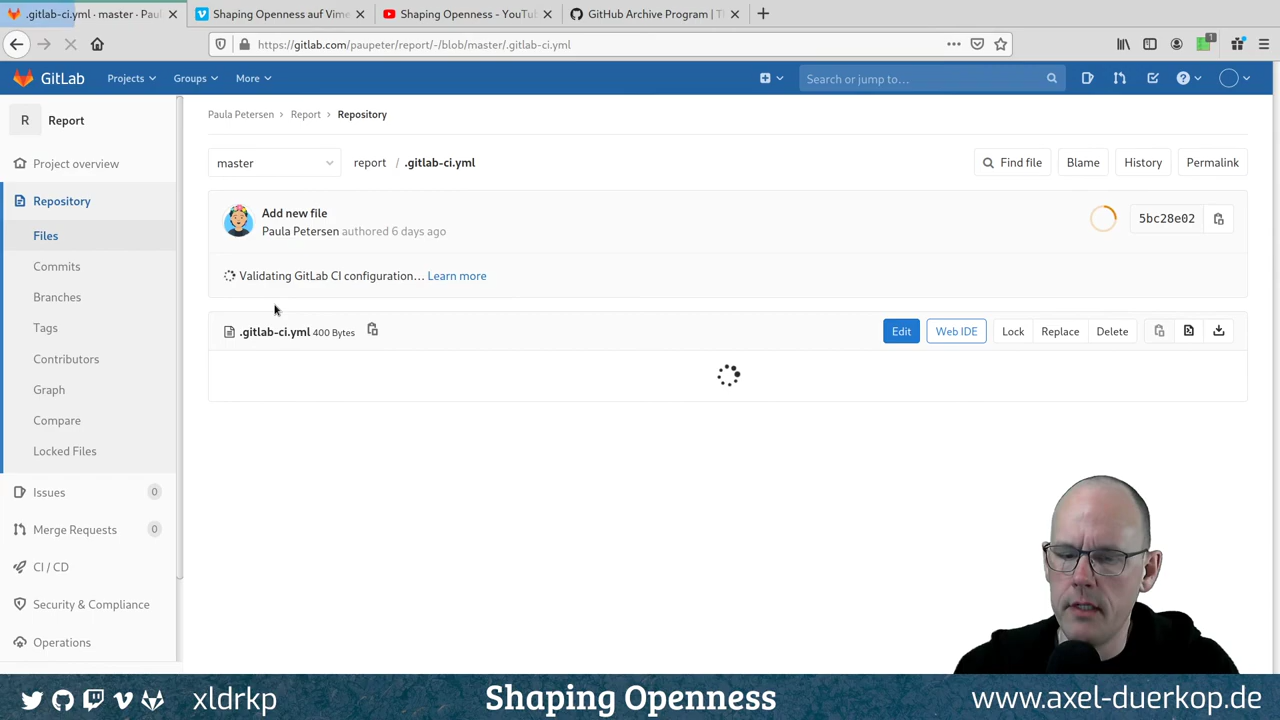 .gitlab-ci.yml - master - Pau
Shaping Openness auf Vime
Shaping Openness - YouTub
GitHub Archive Program | Th
https://gitlab.com/paupeter/report/-/blob/master/.gitlab-ci.yml
1
GitLab
Projects
Groups
More
Search or jump to…
R
Report
Project overview
Repository
Files
Commits
Branches
Tags
Contributors
Graph
Compare
Locked Files
Issues
0
Merge Requests
0
CI / CD
Security & Compliance
Operations
Paula Petersen > Report > Repository
master
report / .gitlab-ci.yml
Find file
Blame
History
Permalink
Add new file
Paula Petersen authored 6 days ago
5bc28e02
Validating GitLab CI configuration… Learn more
.gitlab-ci.yml 400 Bytes
Edit
Web IDE
Lock
Replace
Delete
xldrkp
Shaping Openness
www.axel-duerkop.de